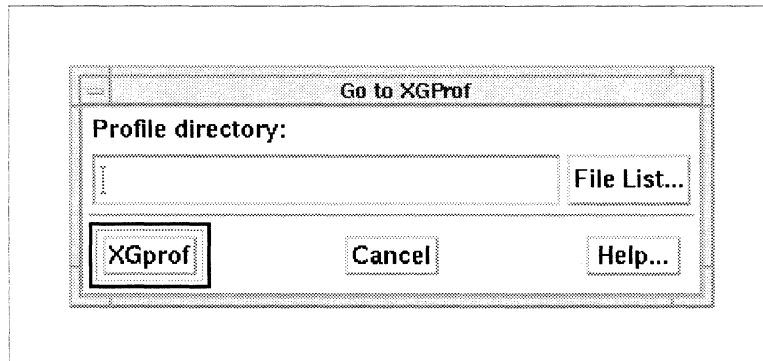 Go to XGProf
Profile directory:
File List...
XGprof Cancel Help...